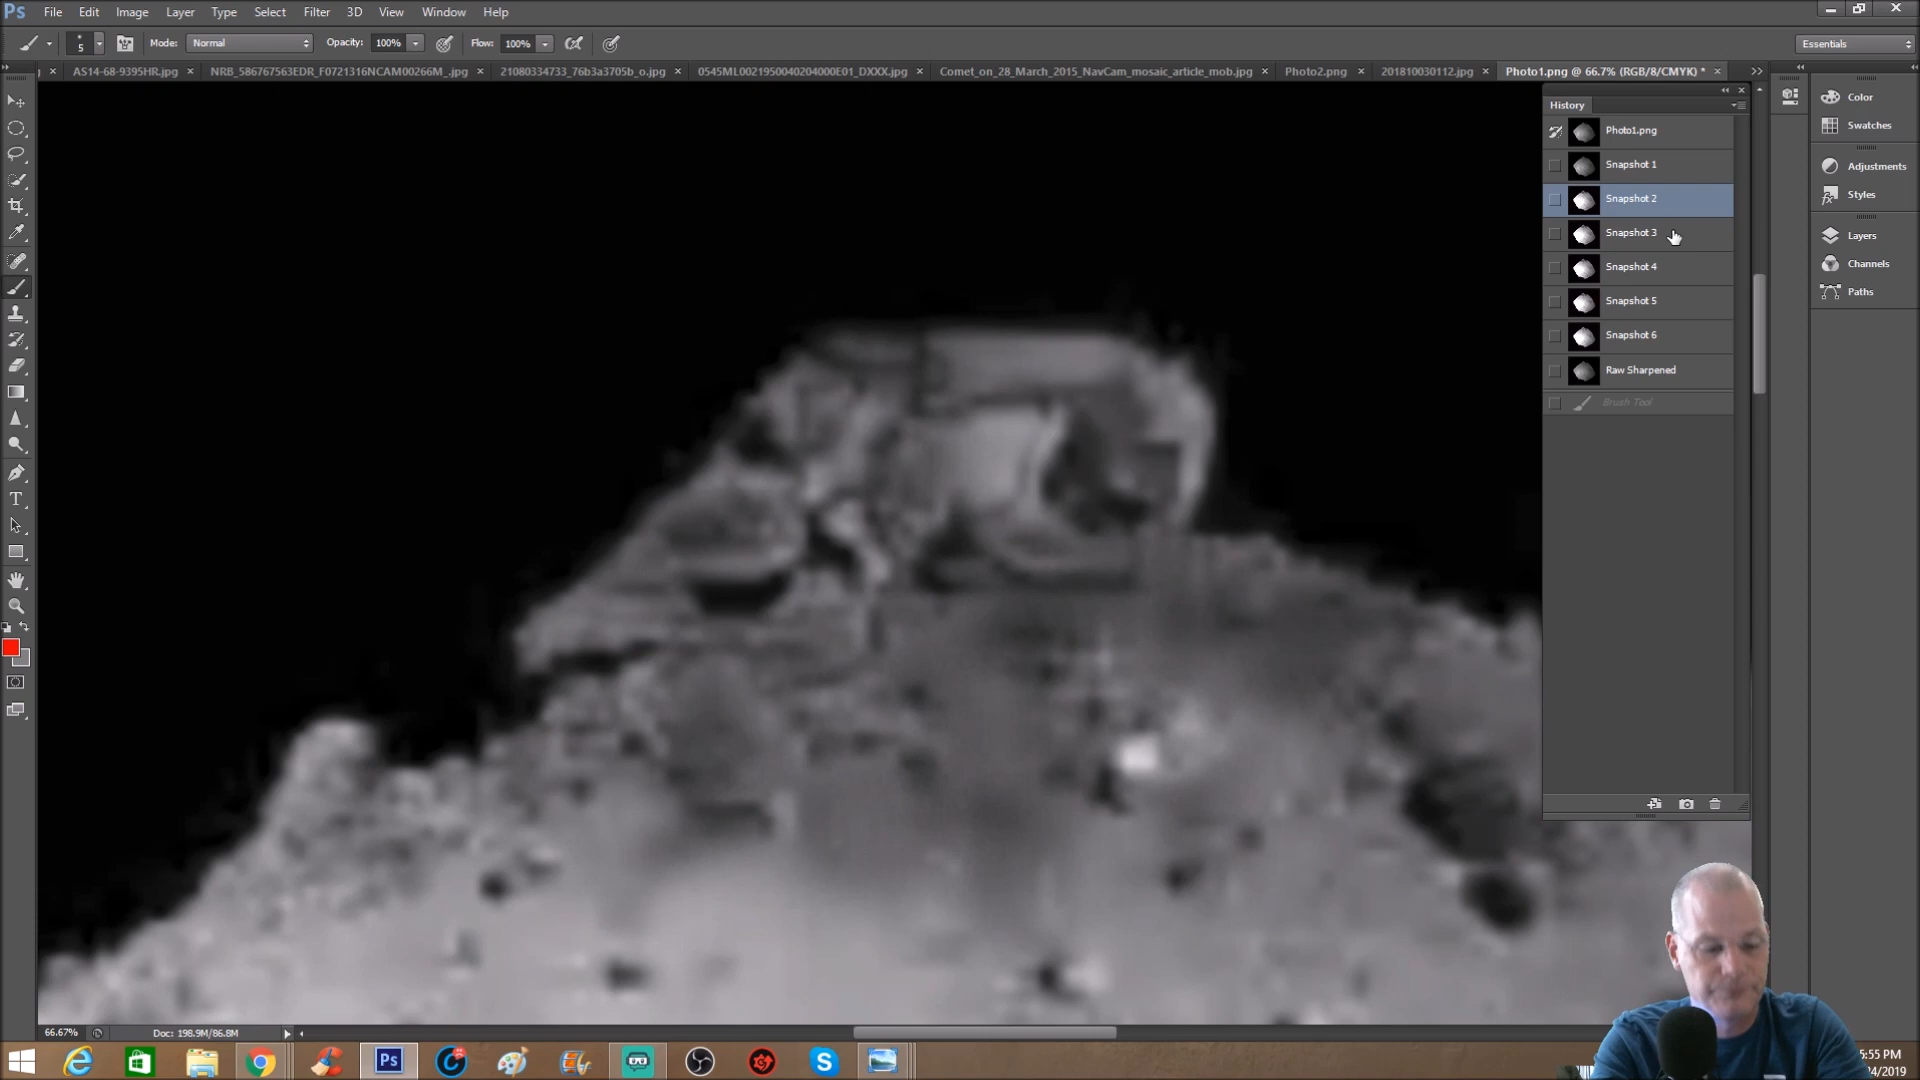 Ps File Edit Image Layer Type Select Filter 3D View Window Help
5 Mode: Normal Opacity: 100% Flow: 100% Essentials
AS14-68-9395HR.jpg × NRB_586767563EDR_F0721316NCAM00266M_.jpg × 21080334733_76b3a3705b_o.jpg × 0545ML0021950040204000E01_DXXX.jpg × Comet_on_28_March_2015_NavCam_mosaic_article_mob.jpg × Photo2.png × 201810030112.jpg × Photo1.png @ 66.7% (RGB/8/CMYK) * ×
History
Photo1.png
Snapshot 1
Snapshot 2
Snapshot 3
Snapshot 4
Snapshot 5
Snapshot 6
Raw Sharpened
Brush Tool
Color
Swatches
Adjustments
Styles
Layers
Channels
Paths
66.67% Doc: 198.9M/86.8M
5:55 PM